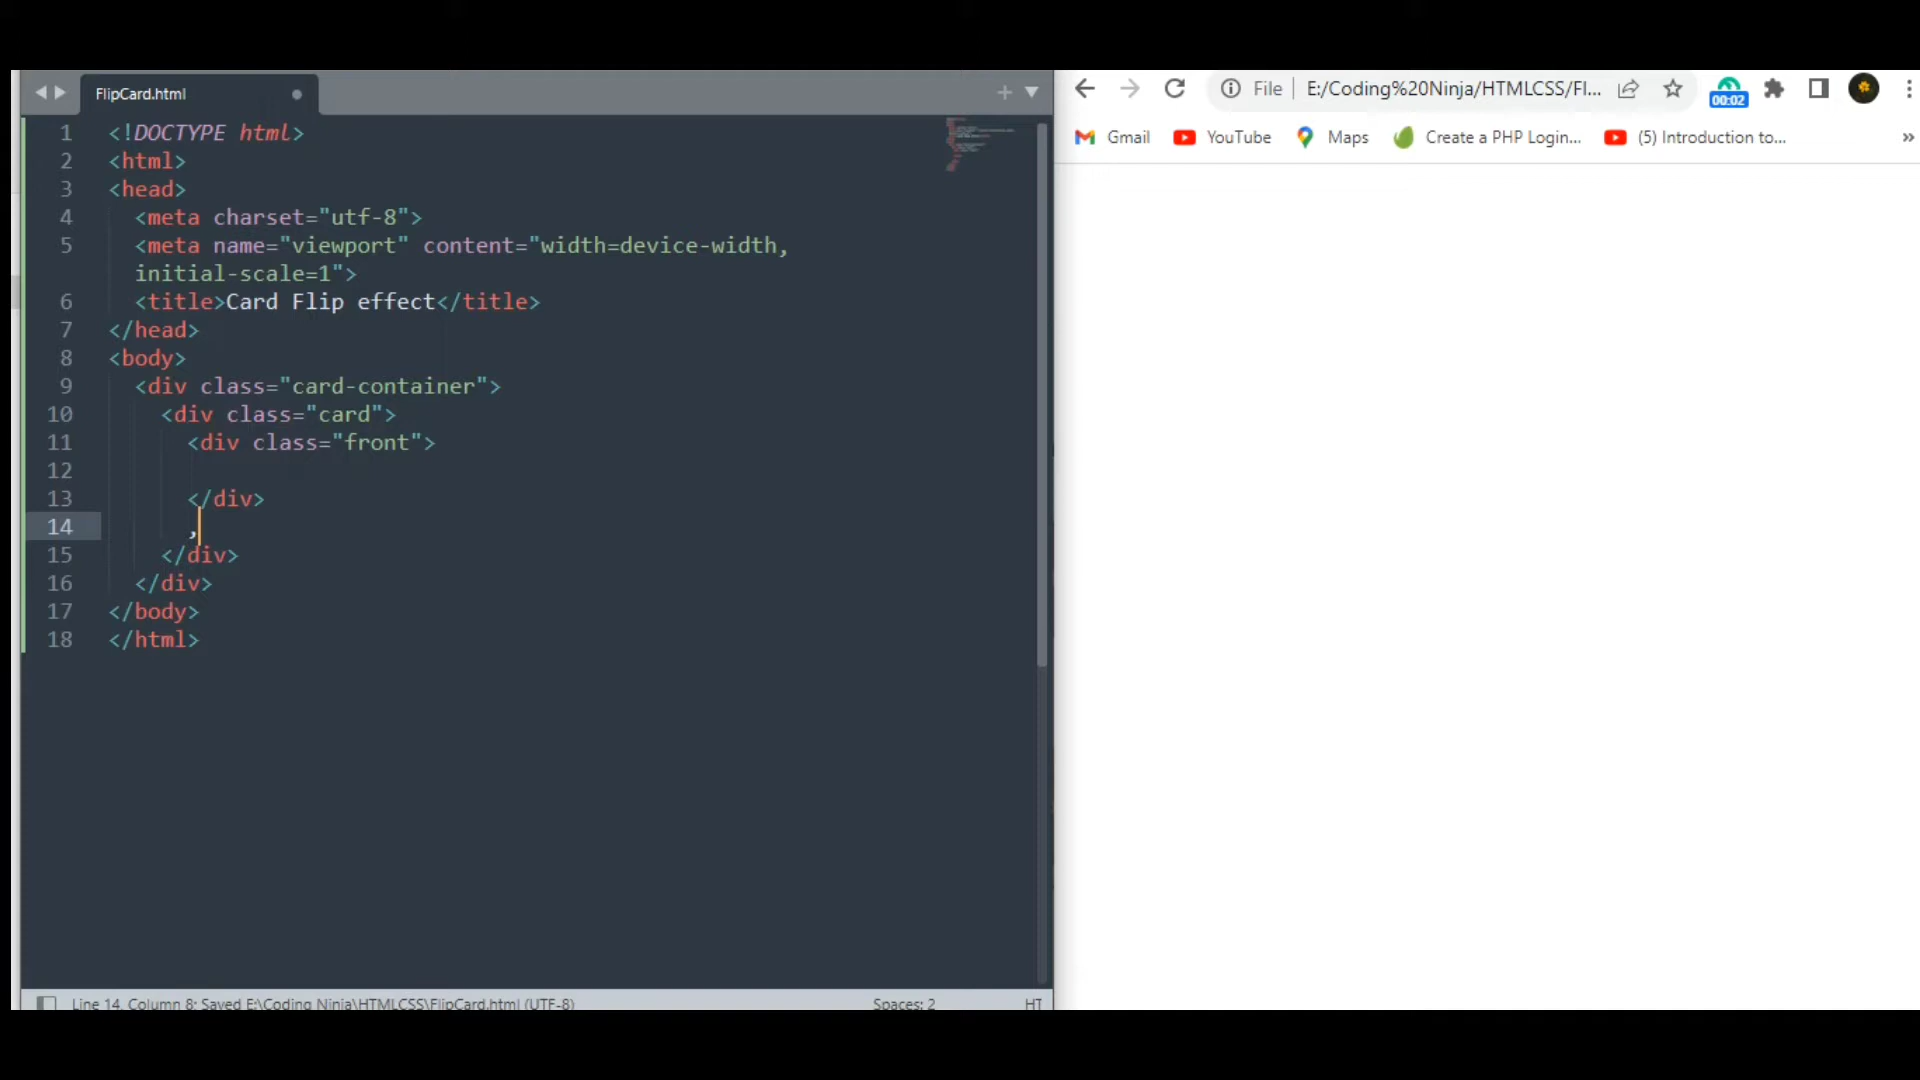 FlipCard.html
1 <!DOCTYPE html>
2 <html>
3 <head>
4 <meta charset="utf-8">
5 <meta name="viewport" content="width=device-width,
initial-scale=1">
6 <title>Card Flip effect</title>
7 </head>
8 <body>
9 <div class="card-container">
10 <div class="card">
11 <div class="front">
12
13 </div>
14 ,
15 </div>
16 </div>
17 </body>
18 </html>
Line 14, Column 8; Saved E:\Coding Ninja\HTMLCSS\FlipCard.html (UTF-8) Spaces: 2 HT
File E:/Coding%20Ninja/HTMLCSS/Fl... 00:02
Gmail YouTube Maps Create a PHP Login... (5) Introduction to... »